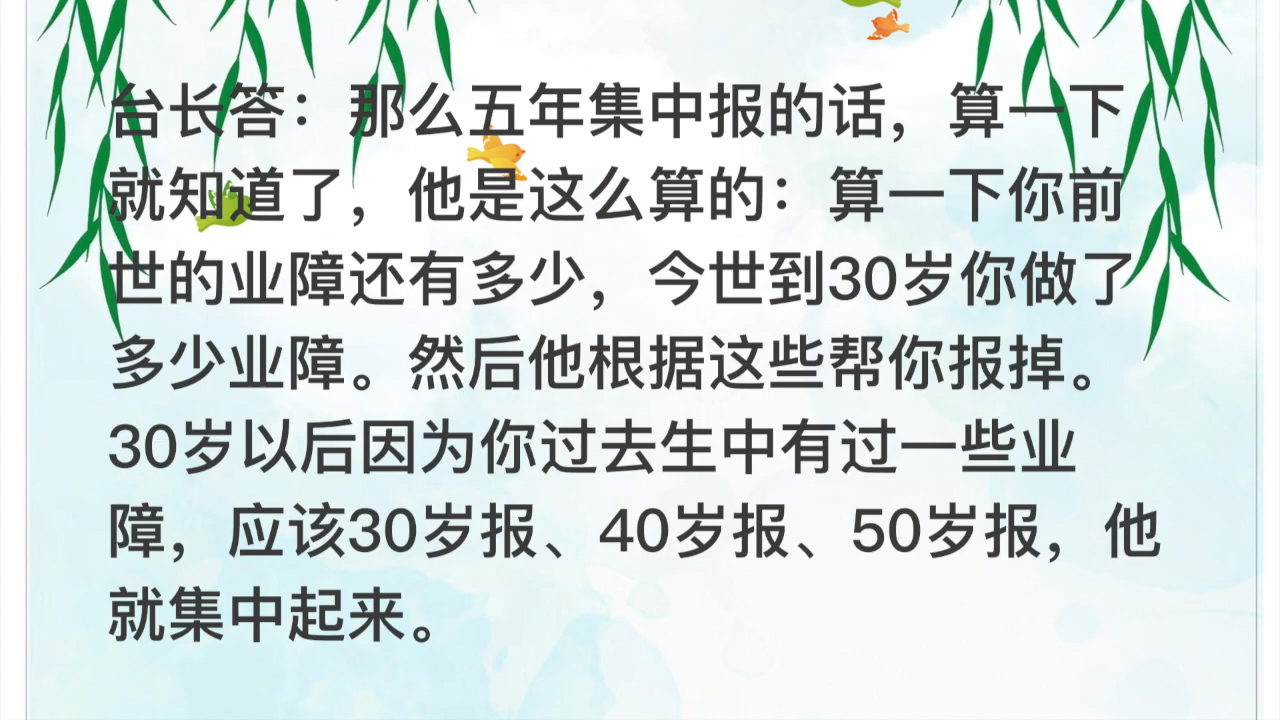 台长答：那么五年集中报的话，算一下
就知道了，他是这么算的：算一下你前
世的业障还有多少，今世到30岁你做了
多少业障。然后他根据这些帮你报掉。
30岁以后因为你过去生中有过一些业
障，应该30岁报、40岁报、50岁报，他
就集中起来。